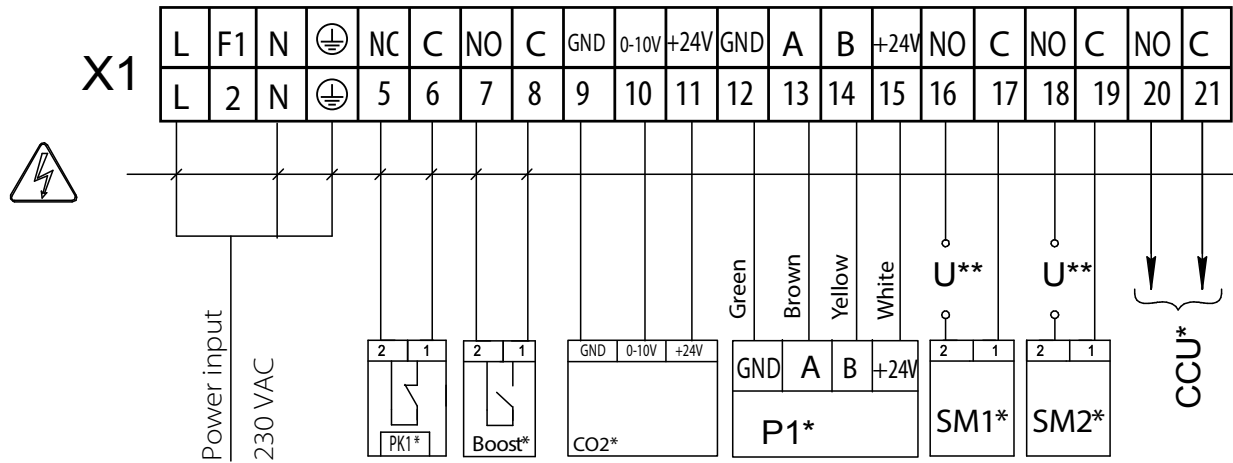 X1
L F1 N NC C NO C GND 0-10V +24V GND A B +24V NO C NO C NO C
L 2 N 5 6 7 8 9 10 11 12 13 14 15 16 17 18 19 20 21
Power input
230 VAC
Green
Brown
Yellow
White
U**
U**
CCU*
2 1
PK1*
2 1
Boost*
GND 0-10V +24V
CO2*
GND A B +24V
P1*
2 1
SM1*
2 1
SM2*